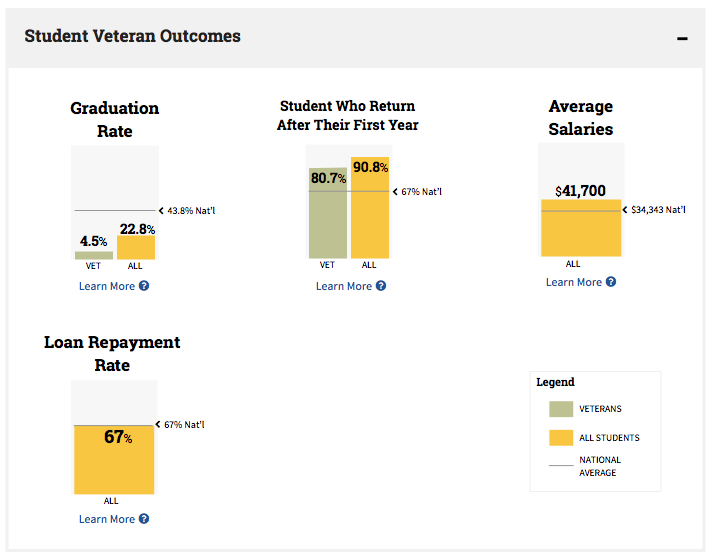 Student Veteran Outcomes
Graduation
Rate
43.8% Nat'l
22.8%
4.5%
VET
ALL
Learn More ?
Student Who Return
After Their First Year
90.8%
80.7%
67% Nat'l
VET
ALL
Learn More ?
Average
Salaries
$41,700
$34,343 Nat'l
ALL
Learn More ?
Loan Repayment
Rate
67% Nat'l
67%
ALL
Learn More ?
Legend
VETERANS
ALL STUDENTS
NATIONAL
AVERAGE